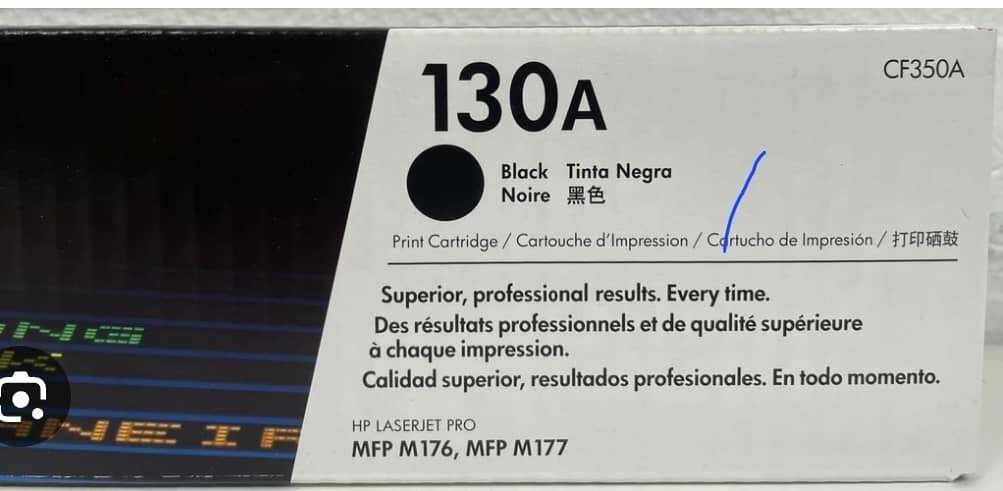 130A
CF350A
Black Tinta Negra
Noire 黑色
Print Cartridge / Cartouche d'Impression / Cartucho de Impresión / 打印硒鼓
Superior, professional results. Every time.
Des résultats professionnels et de qualité supérieure
à chaque impression.
Calidad superior, resultados profesionales. En todo momento.
HP LASERJET PRO
MFP M176, MFP M177